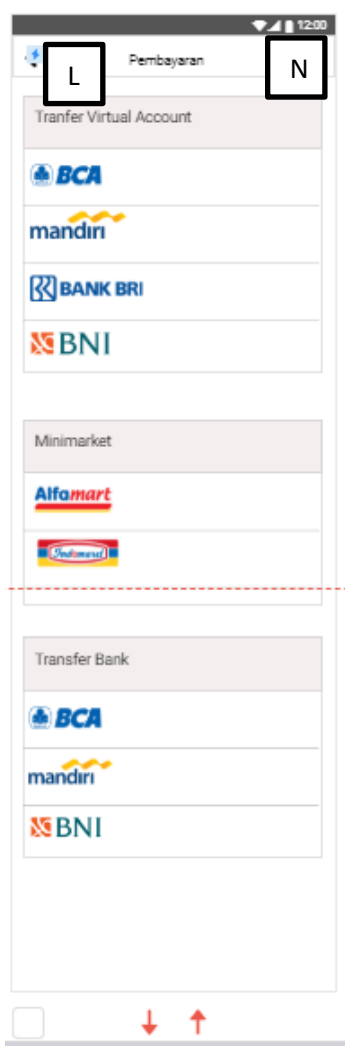 12:00
L
Pembayaran
N
Tranfer Virtual Account
BCA
mandiri
BANK BRI
BNI
Minimarket
Alfamart
Indomaret
Transfer Bank
BCA
mandiri
BNI